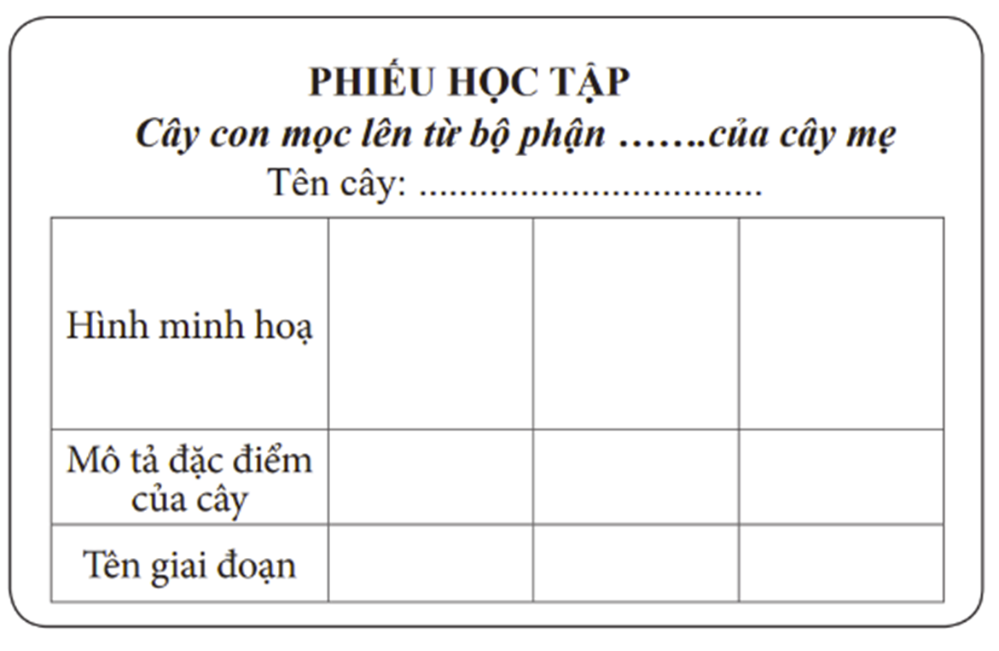 PHIẾU HỌC TẬP
Cây con mọc lên từ bộ phận …….của cây mẹ
Tên cây: ..................................
Hình minh hoạ
Mô tả đặc điểm
của cây
Tên giai đoạn